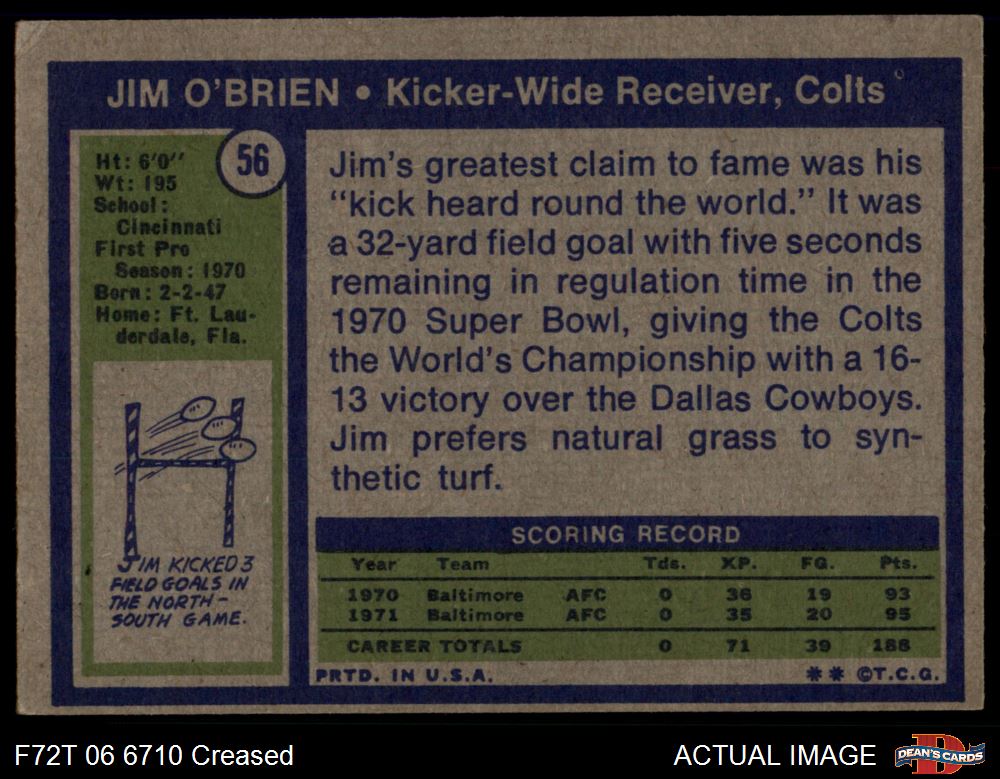 JIM O'BRIEN • Kicker-Wide Receiver, Colts
56
Ht: 6'0"
Wt: 195
School:
Cincinnati
First Pro
Season: 1970
Born: 2-2-47
Home: Ft. Lau-
derdale, Fla.
JIM KICKED 3
FIELD GOALS IN
THE NORTH-
SOUTH GAME.
Jim's greatest claim to fame was his
"kick heard round the world." It was
a 32-yard field goal with five seconds
remaining in regulation time in the
1970 Super Bowl, giving the Colts
the World's Championship with a 16-
13 victory over the Dallas Cowboys.
Jim prefers natural grass to syn-
thetic turf.
SCORING RECORD
Year Team Tds. XP. FG. Pts.
1970 Baltimore AFC 0 36 19 93
1971 Baltimore AFC 0 35 20 95
CAREER TOTALS 0 71 39 188
PRTD. IN U.S.A. ** ©T.C.G.
F72T 06 6710 Creased
ACTUAL IMAGE
DEAN'S CARDS